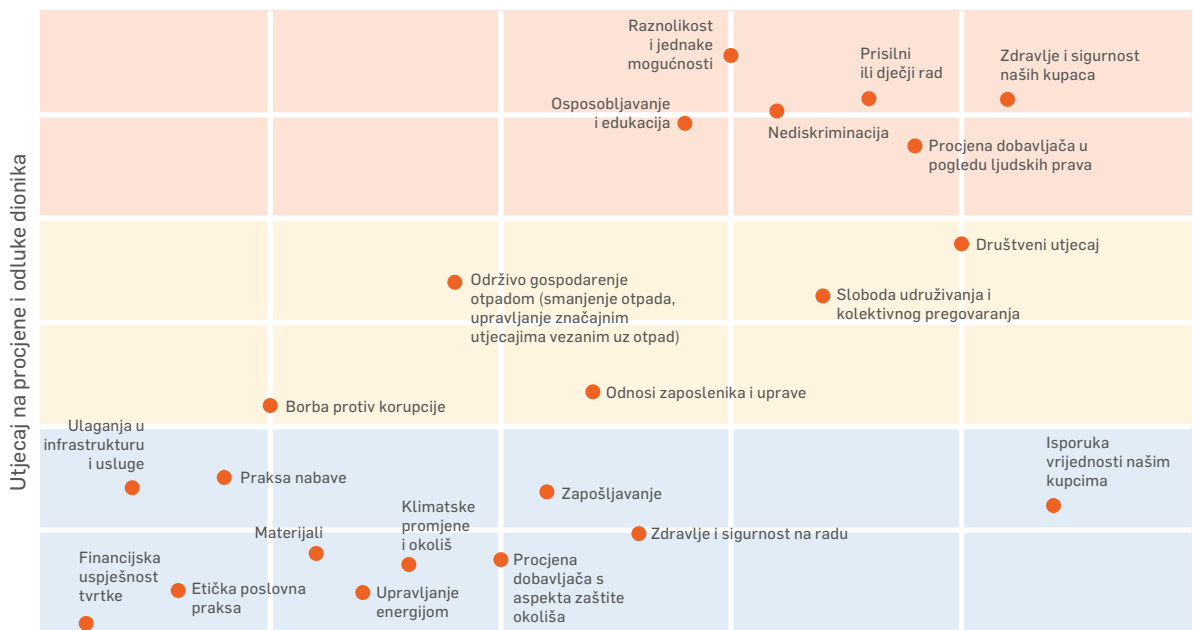 Utjecaj na procjene i odluke dionika
Raznolikost
i jednake
mogućnosti
Prisilni
ili dječji rad
Zdravlje i sigurnost
naših kupaca
Osposobljavanje
i edukacija
Nediskriminacija
Procjena dobavljača u
pogledu ljudskih prava
Društveni utjecaj
Održivo gospodarenje
otpadom (smanjenje otpada,
upravljanje značajnim
utjecajima vezanim uz otpad)
Sloboda udruživanja i
kolektivnog pregovaranja
Odnosi zaposlenika i uprave
Borba protiv korupcije
Ulaganja u
infrastrukturu
i usluge
Praksa nabave
Isporuka
vrijednosti našim
kupcima
Zapošljavanje
Klimatske
promjene
i okoliš
Materijali
Zdravlje i sigurnost na radu
Financijska
uspješnost
tvrtke
Etička poslovna
praksa
Upravljanje
energijom
Procjena
dobavljača s
aspekta zaštite
okoliša